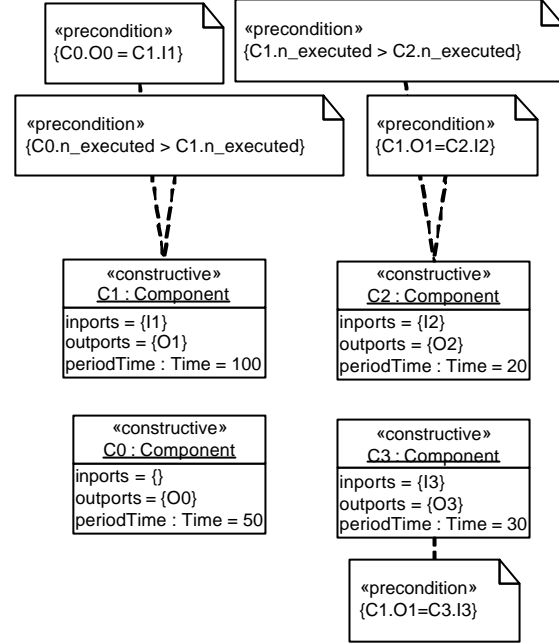 «precondition»
{C0.O0 = C1.I1}
«precondition»
{C1.n_executed > C2.n_executed}
«precondition»
{C0.n_executed > C1.n_executed}
«precondition»
{C1.O1=C2.I2}
«constructive»
C1 : Component
inports = {I1}
outports = {O1}
periodTime : Time = 100
«constructive»
C2 : Component
inports = {I2}
outports = {O2}
periodTime : Time = 20
«constructive»
C0 : Component
inports = {}
outports = {O0}
periodTime : Time = 50
«constructive»
C3 : Component
inports = {I3}
outports = {O3}
periodTime : Time = 30
«precondition»
{C1.O1=C3.I3}